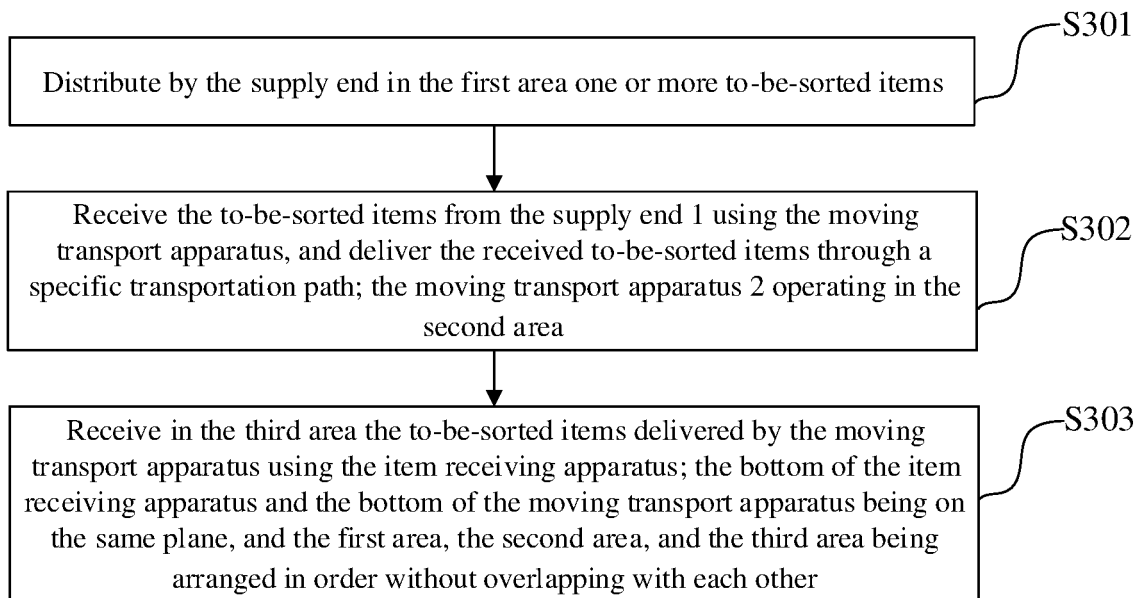 S301
Distribute by the supply end in the first area one or more to-be-sorted items
Receive the to-be-sorted items from the supply end 1 using the moving
transport apparatus, and deliver the received to-be-sorted items through a
specific transportation path; the moving transport apparatus 2 operating in the
second area
S302
Receive in the third area the to-be-sorted items delivered by the moving
transport apparatus using the item receiving apparatus; the bottom of the item
receiving apparatus and the bottom of the moving transport apparatus being on
the same plane, and the first area, the second area, and the third area being
arranged in order without overlapping with each other
S303